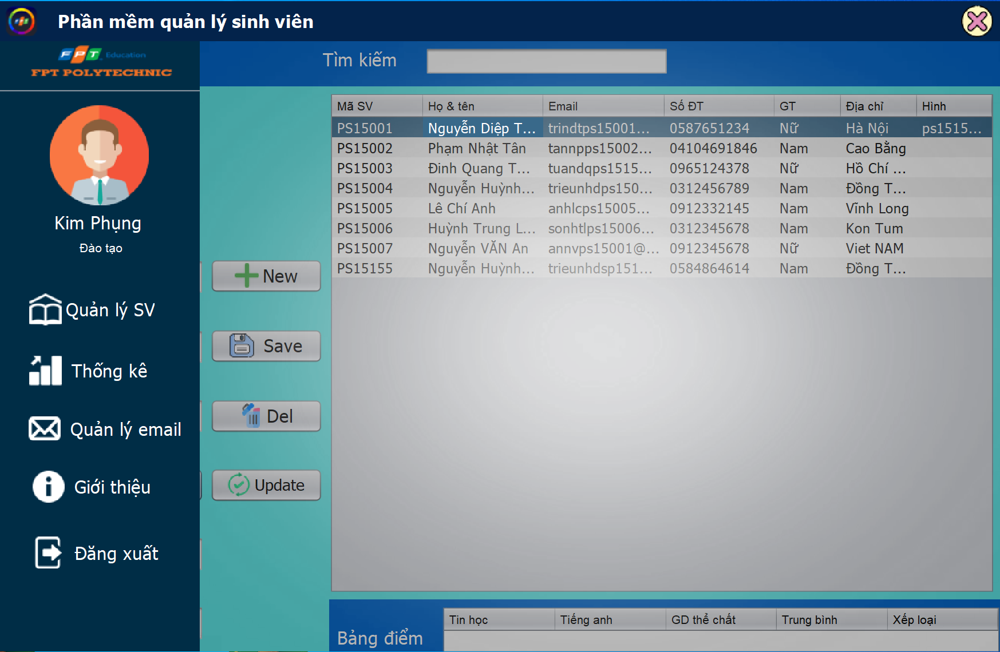 Phần mềm quản lý sinh viên
FPT Education
FPT POLYTECHNIC
Kim Phụng
Đào tạo
Quản lý SV
Thống kê
Quản lý email
Giới thiệu
Đăng xuất
Tìm kiếm
New
Save
Del
Update
Mã SV Họ & tên Email Số ĐT GT Địa chỉ Hình
PS15001 Nguyễn Diệp T... trindtps15001... 0587651234 Nữ Hà Nội ps1515...
PS15002 Phạm Nhật Tân tannpps15002... 04104691846 Nam Cao Bằng
PS15003 Đinh Quang T... tuandqps1515... 0965124378 Nữ Hồ Chí ...
PS15004 Nguyễn Huỳnh... trieunhdps150... 0312456789 Nam Đồng T...
PS15005 Lê Chí Anh anhlcps15005... 0912332145 Nam Vĩnh Long
PS15006 Huỳnh Trung L... sonhtlps15006... 0312345678 Nam Kon Tum
PS15007 Nguyễn VĂN An annvps15001@... 0912345678 Nữ Viet NAM
PS15155 Nguyễn Huỳnh... trieunhdsp151... 0584864614 Nam Đồng T...
Bảng điểm
Tin học Tiếng anh GD thể chất Trung bình Xếp loại